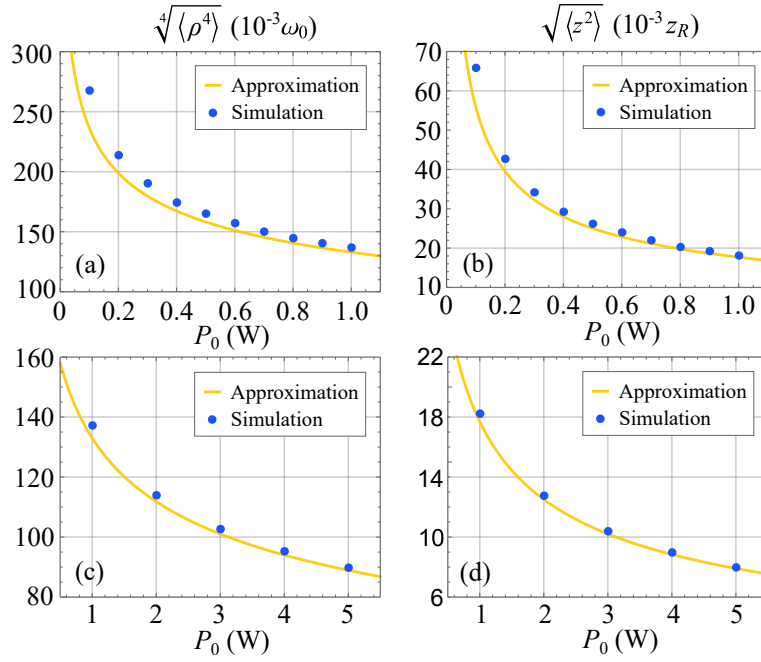 ∜⟨ρ⁴⟩ (10⁻³ω₀)
√⟨z²⟩ (10⁻³ z_R)
300
250
200
150
100
0 0.2 0.4 0.6 0.8 1.0
P₀ (W)
Approximation
Simulation
(a)
70
60
50
40
30
20
10
0 0.2 0.4 0.6 0.8 1.0
P₀ (W)
Approximation
Simulation
(b)
160
140
120
100
80
1 2 3 4 5
P₀ (W)
Approximation
Simulation
(c)
22
18
14
10
6
1 2 3 4 5
P₀ (W)
Approximation
Simulation
(d)